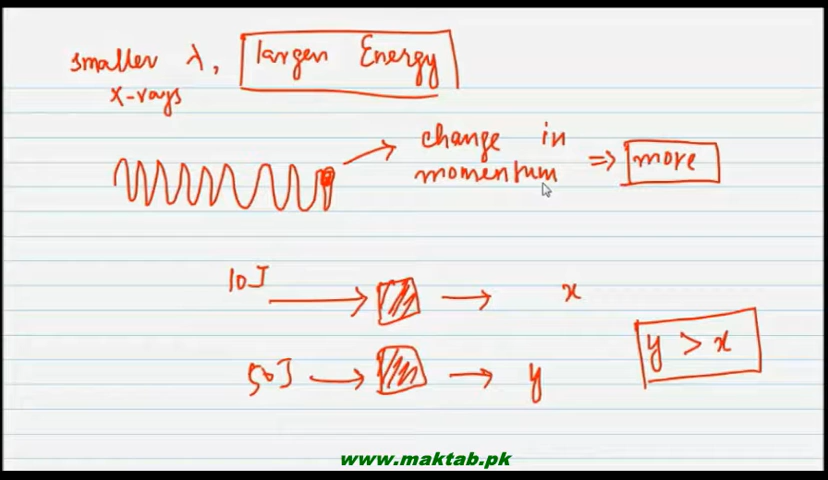 smaller λ, larger Energy
x-rays
change in
momentum ⇒ more
10J → → x
50J → → y
y > x
www.maktab.pk